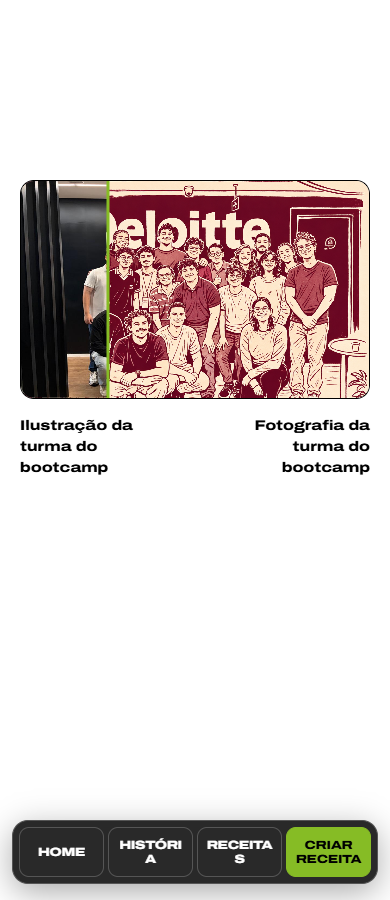 eloitte
Ilustração da
turma do
bootcamp
Fotografia da
turma do
bootcamp
HOME
HISTÓRI
A
RECEITA
S
CRIAR
RECEITA